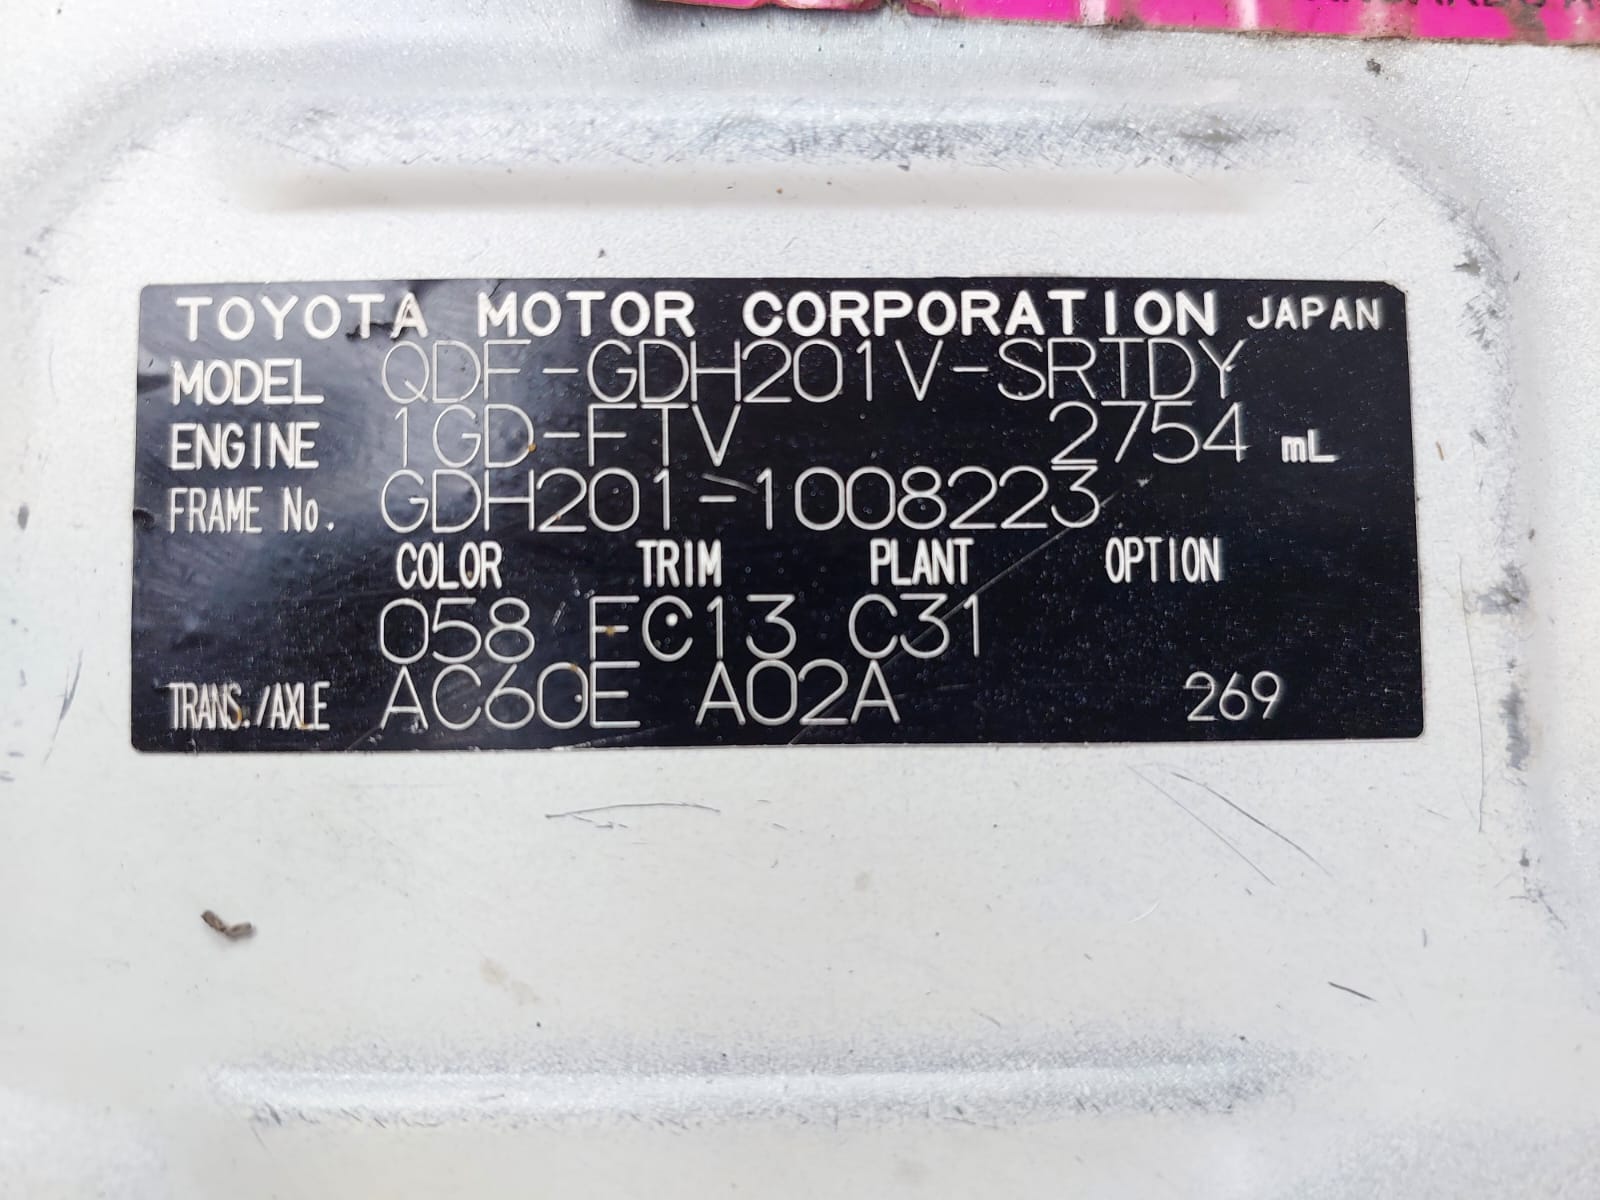 TOYOTA MOTOR CORPORATION JAPAN
MODEL QDF-GDH201V-SRTDY
ENGINE 1GD-FTV 2754 mL
FRAME No. GDH201-1008223
COLOR TRIM PLANT OPTION
058 FC13 C31
TRANS./AXLE AC60E A02A 269